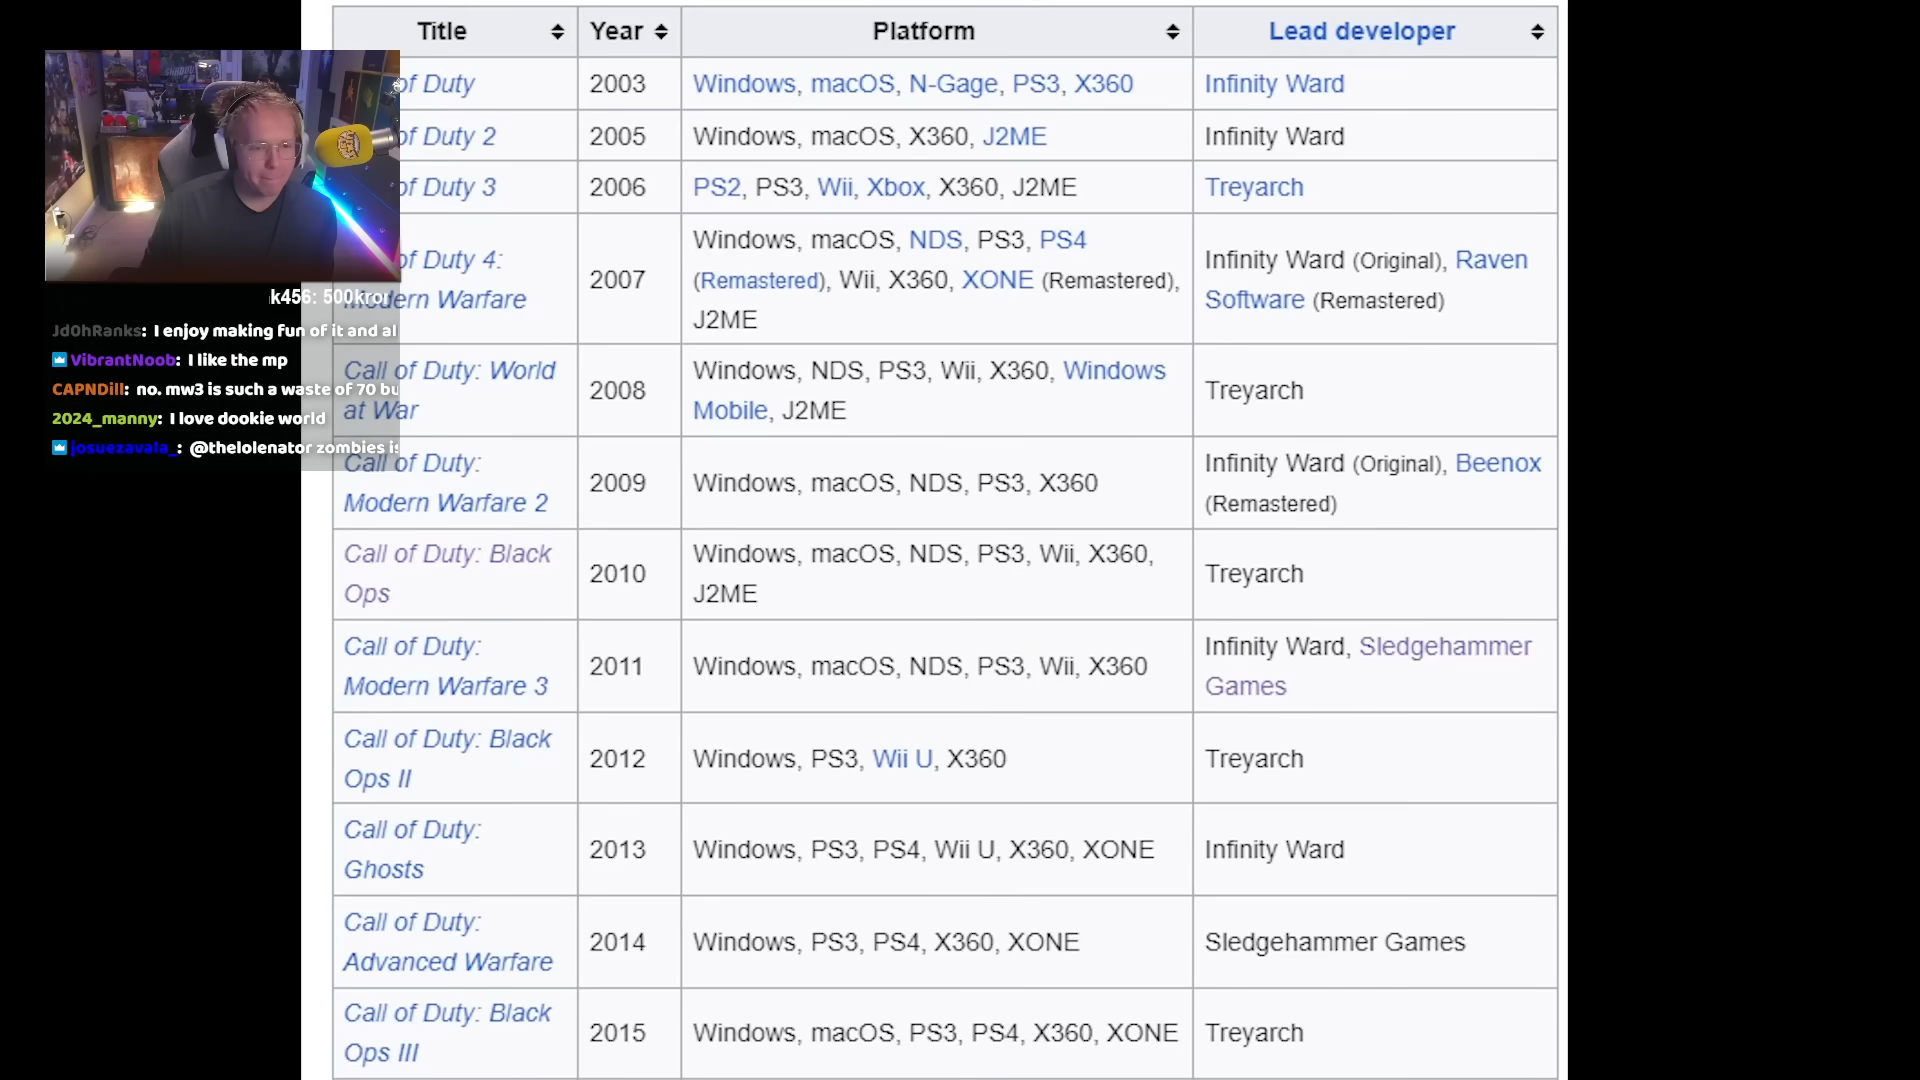 Title Year Platform Lead developer
of Duty 2003 Windows, macOS, N-Gage, PS3, X360 Infinity Ward
of Duty 2 2005 Windows, macOS, X360, J2ME Infinity Ward
of Duty 3 2006 PS2, PS3, Wii, Xbox, X360, J2ME Treyarch
of Duty 4:
Modern Warfare
2007
Windows, macOS, NDS, PS3, PS4
(Remastered), Wii, X360, XONE (Remastered),
J2ME
Infinity Ward (Original), Raven
Software (Remastered)
k456: 500kror
Jd0hRanks: I enjoy making fun of it and al
VibrantNoob: I like the mp
CAPNDill: no. mw3 is such a waste of 70 bu
2024_manny: I love dookie world
josuezavala_: @thelolenator zombies is
Call of Duty: World
at War
2008
Windows, NDS, PS3, Wii, X360, Windows
Mobile, J2ME
Treyarch
Call of Duty:
Modern Warfare 2
2009
Windows, macOS, NDS, PS3, X360
Infinity Ward (Original), Beenox
(Remastered)
Call of Duty: Black
Ops
2010
Windows, macOS, NDS, PS3, Wii, X360,
J2ME
Treyarch
Call of Duty:
Modern Warfare 3
2011
Windows, macOS, NDS, PS3, Wii, X360
Infinity Ward, Sledgehammer
Games
Call of Duty: Black
Ops II
2012
Windows, PS3, Wii U, X360
Treyarch
Call of Duty:
Ghosts
2013
Windows, PS3, PS4, Wii U, X360, XONE
Infinity Ward
Call of Duty:
Advanced Warfare
2014
Windows, PS3, PS4, X360, XONE
Sledgehammer Games
Call of Duty: Black
Ops III
2015
Windows, macOS, PS3, PS4, X360, XONE
Treyarch